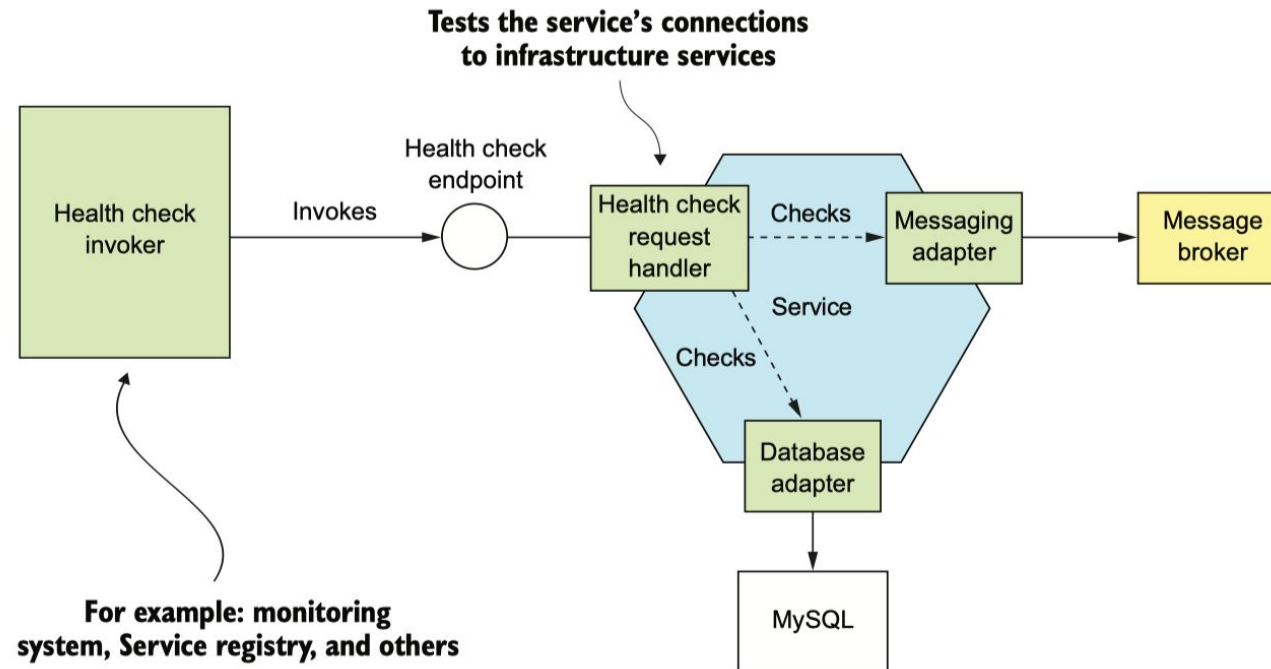 Tests the service’s connections
to infrastructure services
Health check
invoker
Invokes
Health check
endpoint
Health check
request
handler
Checks
Messaging
adapter
Message
broker
Service
Checks
Database
adapter
MySQL
For example: monitoring
system, Service registry, and others